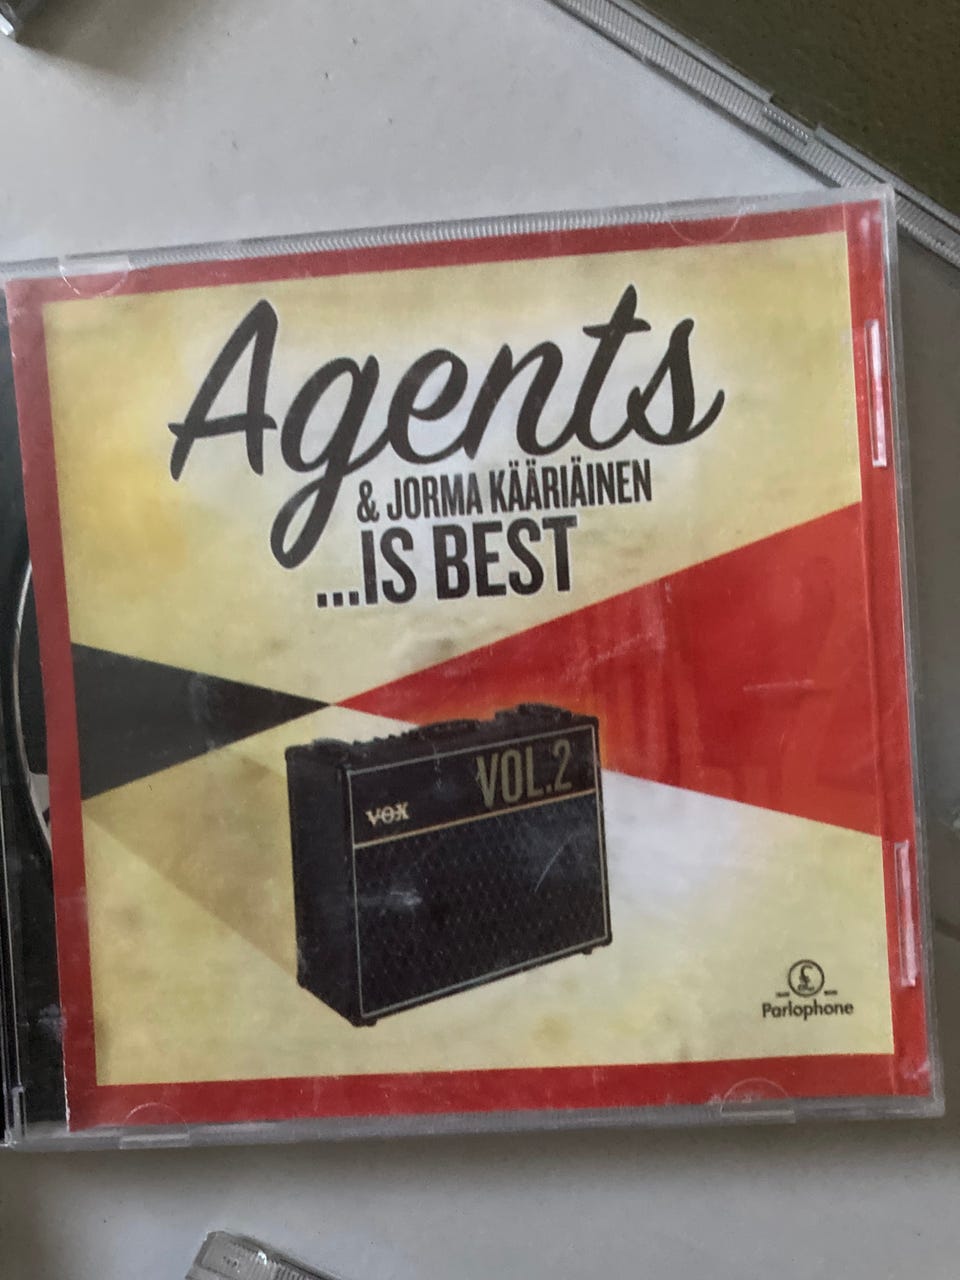 Agents
& JORMA KÄÄRIÄINEN
...IS BEST
VOL.2
VOX
£
Parlophone